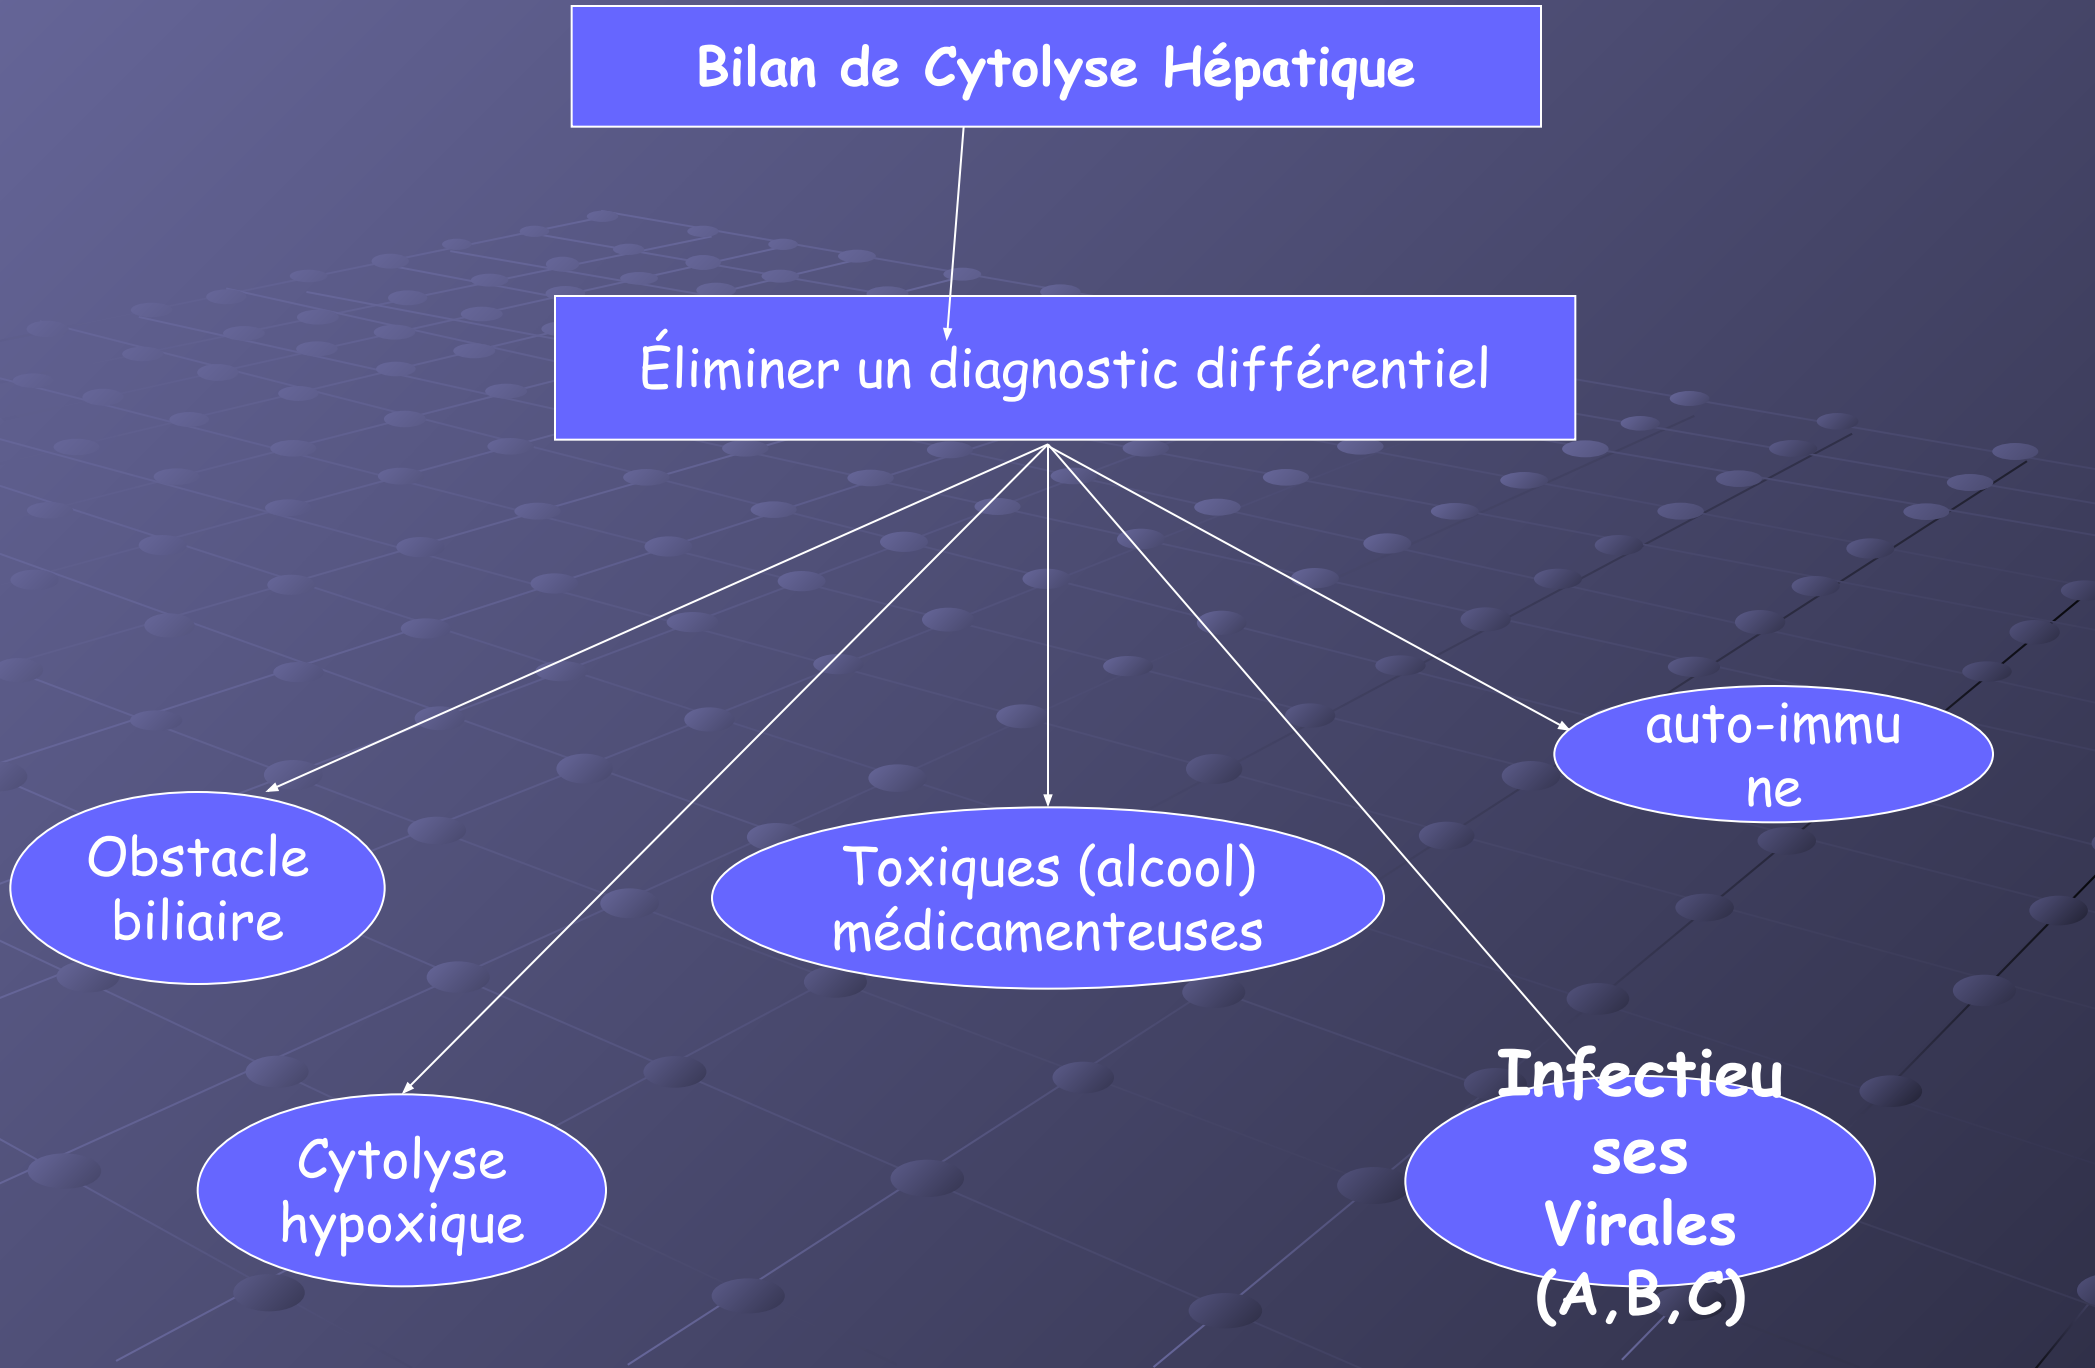 Bilan de Cytolyse Hépatique
Éliminer un diagnostic différentiel
auto-immu
ne
Obstacle
biliaire
Toxiques (alcool)
médicamenteuses
Cytolyse
hypoxique
Infectieu
ses
Virales
(A,B,C)